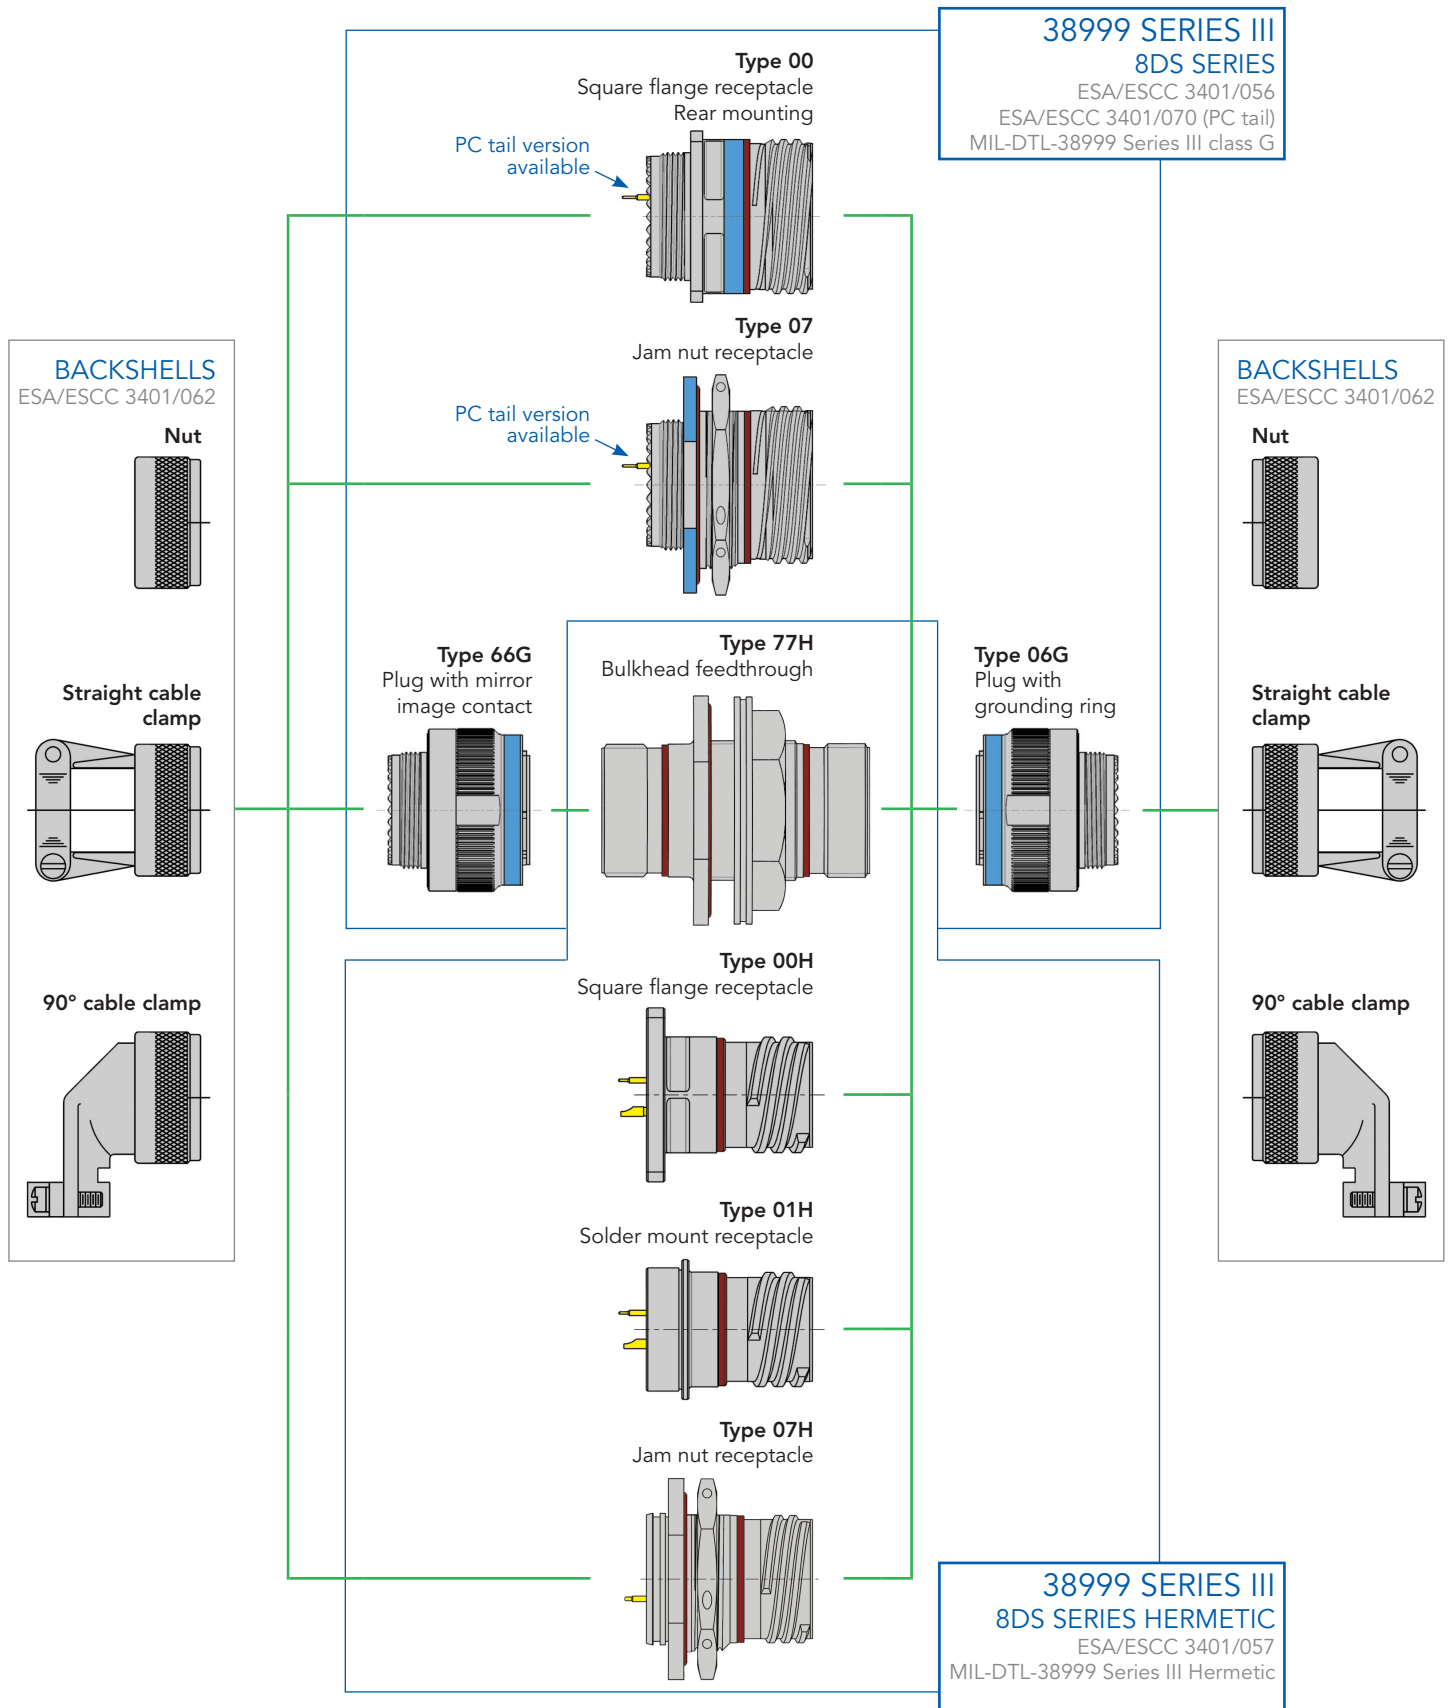 38999 SERIES III
8DS SERIES
ESA/ESCC 3401/056
ESA/ESCC 3401/070 (PC tail)
MIL-DTL-38999 Series III class G
Type 00
Square flange receptacle
Rear mounting
PC tail version
available
Type 07
Jam nut receptacle
PC tail version
available
BACKSHELLS
ESA/ESCC 3401/062
Nut
Straight cable
clamp
90° cable clamp
Type 66G
Plug with mirror
image contact
Type 77H
Bulkhead feedthrough
Type 06G
Plug with
grounding ring
BACKSHELLS
ESA/ESCC 3401/062
Nut
Straight cable
clamp
90° cable clamp
Type 00H
Square flange receptacle
Type 01H
Solder mount receptacle
Type 07H
Jam nut receptacle
38999 SERIES III
8DS SERIES HERMETIC
ESA/ESCC 3401/057
MIL-DTL-38999 Series III Hermetic